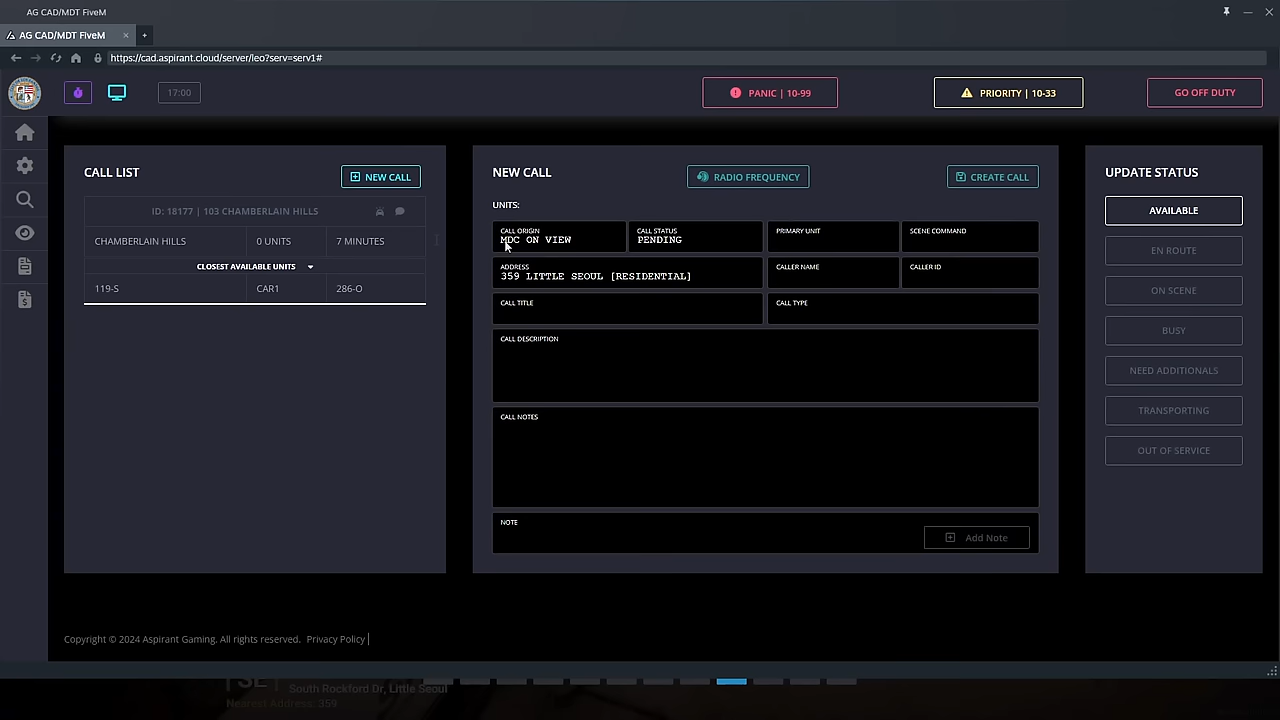 AG CAD/MDT FiveM
AG CAD/MDT FiveM
https://cad.aspirant.cloud/server/leo?serv=serv1#
17:00
PANIC | 10-99
PRIORITY | 10-33
GO OFF DUTY
CALL LIST
NEW CALL
ID: 18177 | 103 CHAMBERLAIN HILLS
CHAMBERLAIN HILLS
0 UNITS
7 MINUTES
CLOSEST AVAILABLE UNITS
119-S
CAR1
286-O
NEW CALL
RADIO FREQUENCY
CREATE CALL
UNITS:
CALL ORIGIN
MDC ON VIEW
CALL STATUS
PENDING
PRIMARY UNIT
SCENE COMMAND
ADDRESS
359 LITTLE SEOUL [RESIDENTIAL]
CALLER NAME
CALLER ID
CALL TITLE
CALL TYPE
CALL DESCRIPTION
CALL NOTES
NOTE
Add Note
UPDATE STATUS
AVAILABLE
EN ROUTE
ON SCENE
BUSY
NEED ADDITIONALS
TRANSPORTING
OUT OF SERVICE
Copyright © 2024 Aspirant Gaming. All rights reserved. Privacy Policy
SE
South Rockford Dr, Little Seoul
Nearest Address: 359